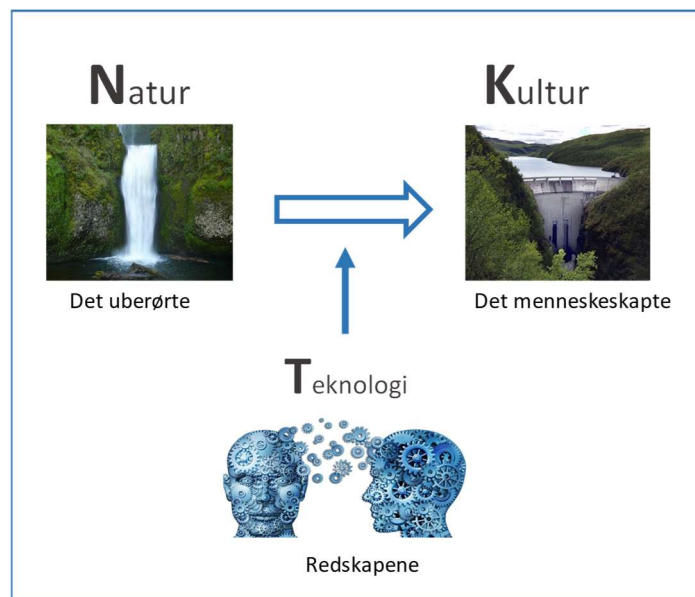 Natur
Kultur
Det uberørte
Det menneskeskapte
Teknologi
Redskapene